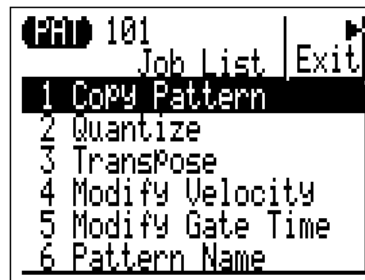 PAT 101
Job List Exit
1 Copy Pattern
2 Quantize
3 Transpose
4 Modify Velocity
5 Modify Gate Time
6 Pattern Name